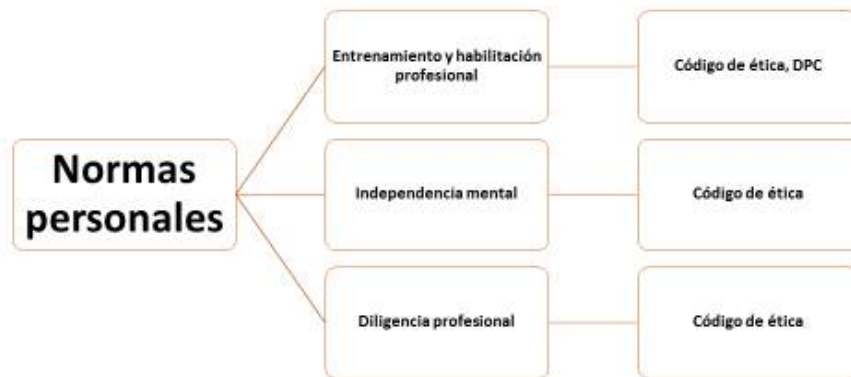 Entrenamiento y habilitación
profesional
Código de ética, DPC
Normas
personales
Independencia mental
Código de ética
Diligencia profesional
Código de ética